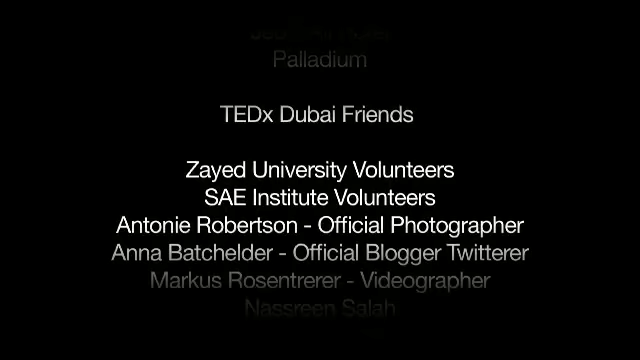 Palladium
TEDx Dubai Friends
Zayed University Volunteers
SAE Institute Volunteers
Antonie Robertson - Official Photographer
Anna Batchelder - Official Blogger Twitterer
Markus Rosentrerer - Videographer
Nassreen Salah